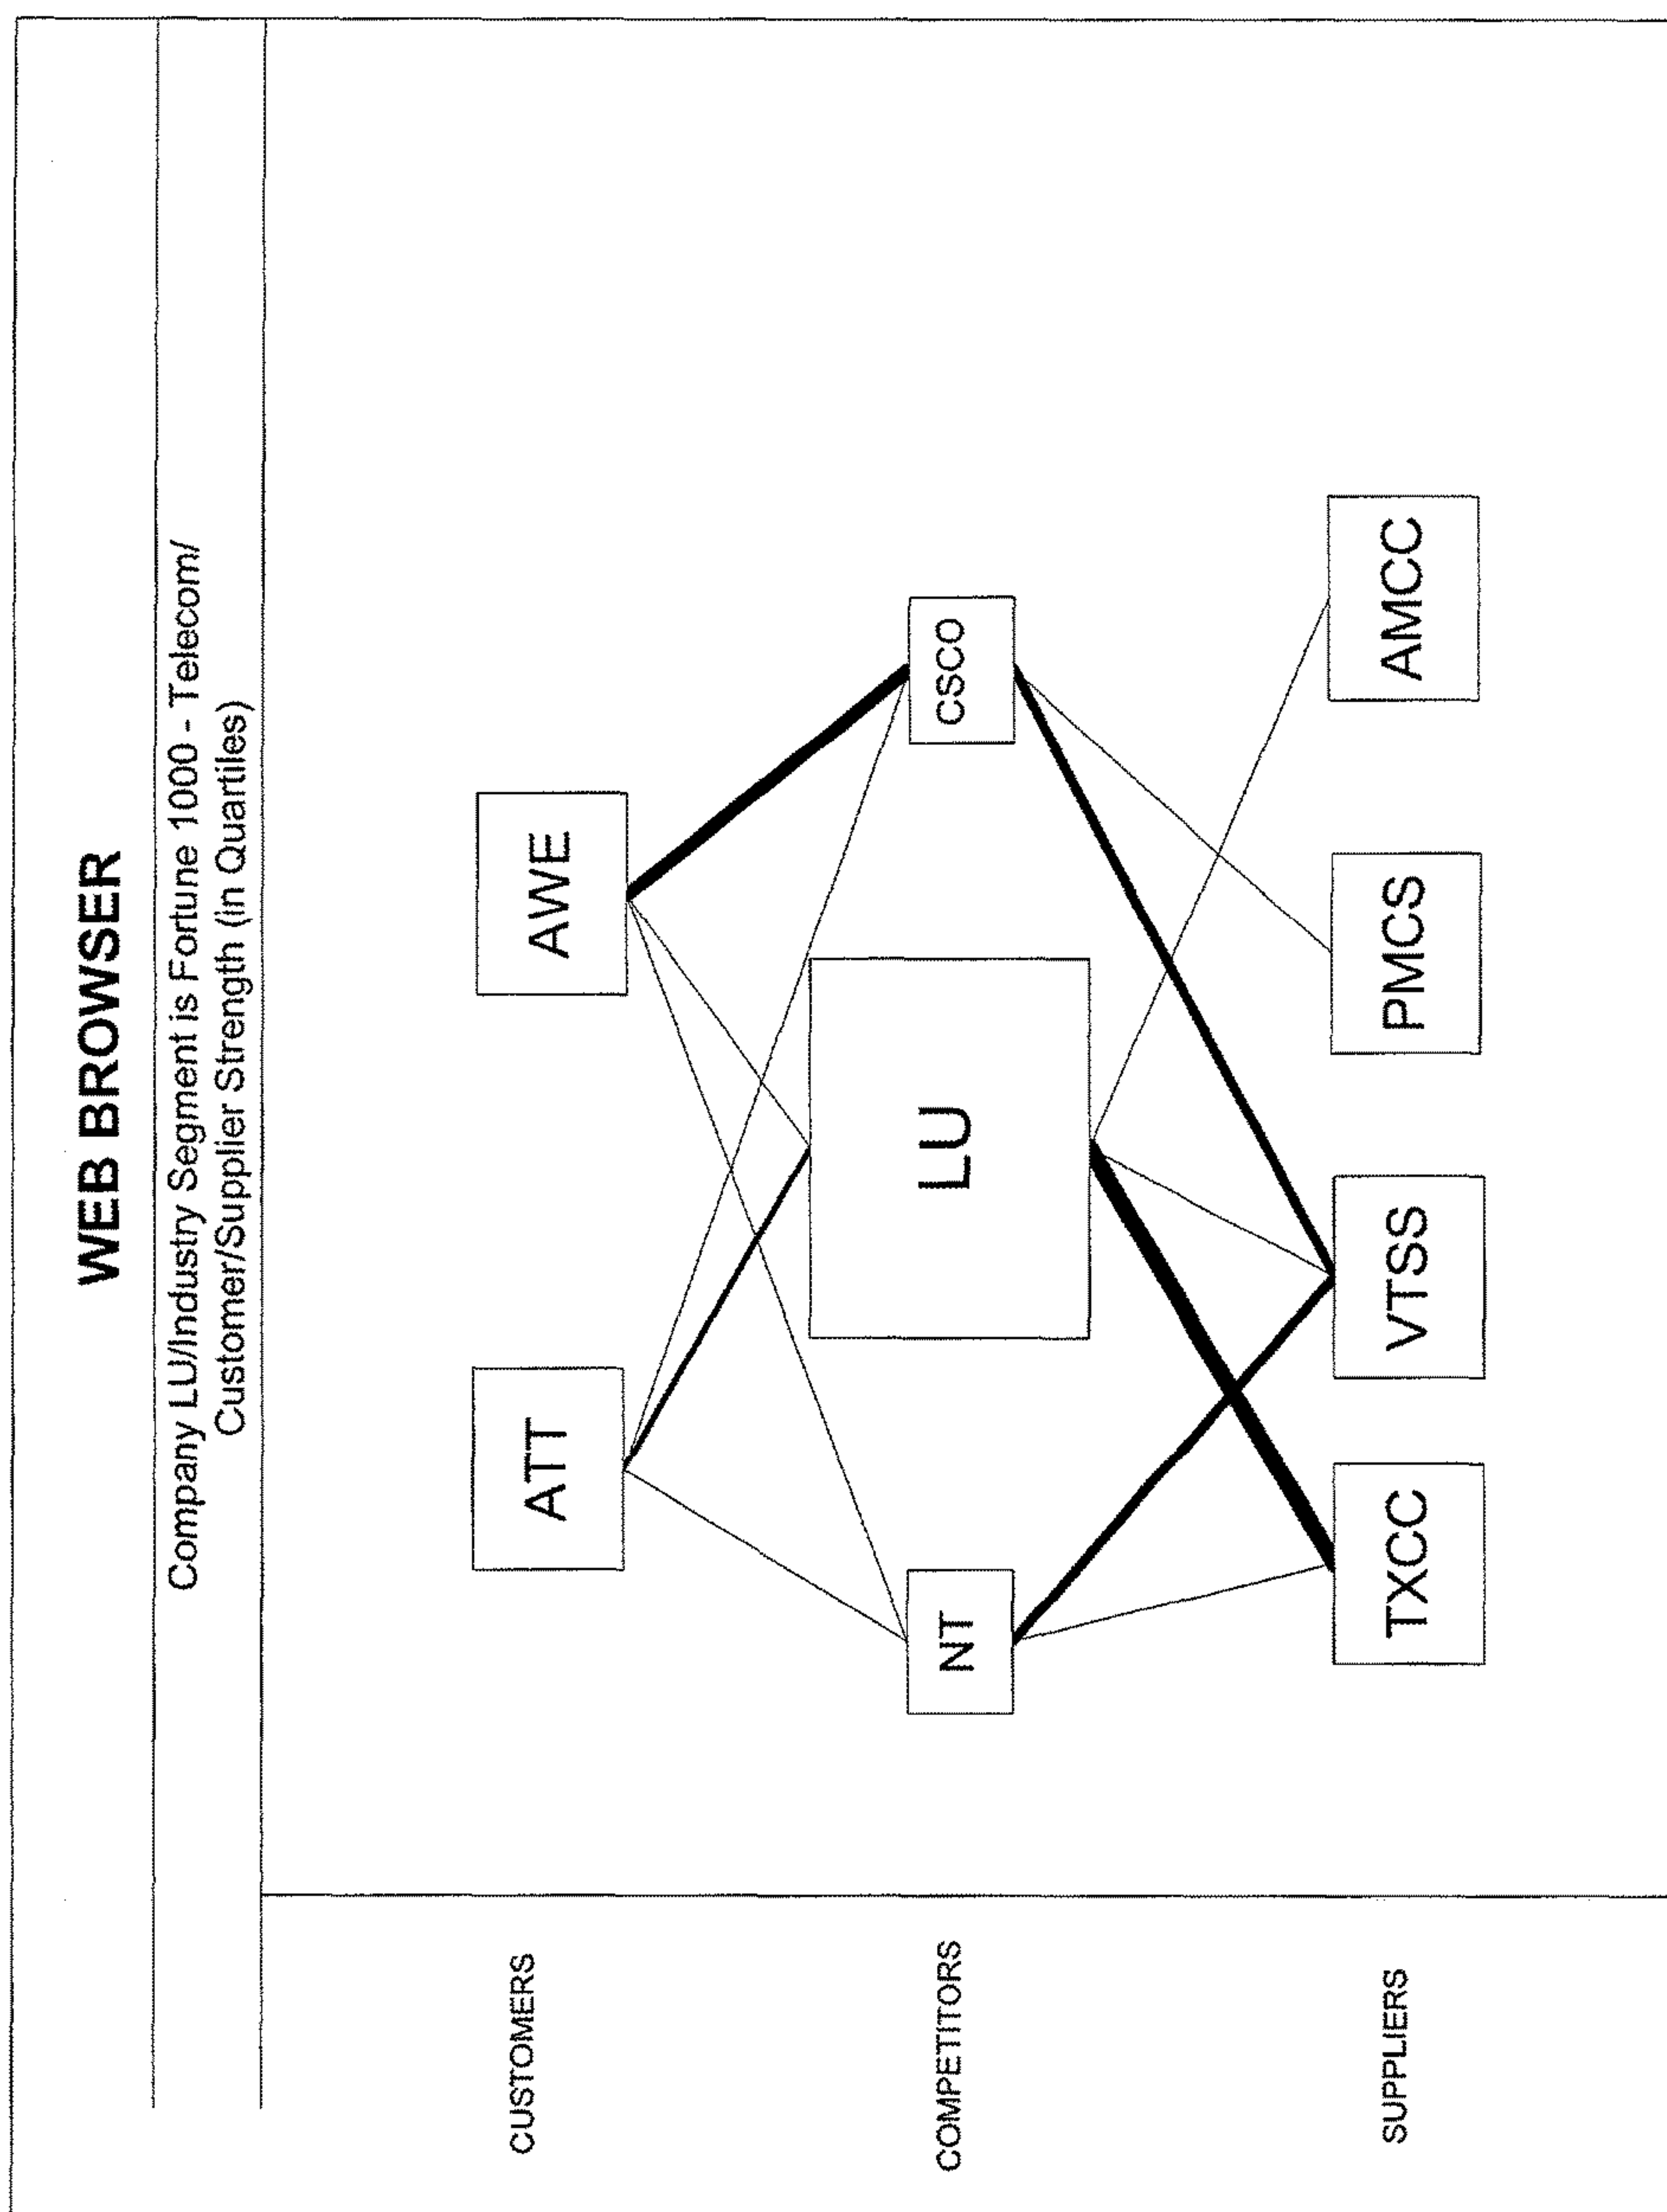 WEB BROWSER
Company LU/Industry Segment is Fortune 1000 - Telecom/
Customer/Supplier Strength (in Quartiles)
CUSTOMERS
ATT
AWE
COMPETITORS
NT
LU
CSCO
SUPPLIERS
TXCC
VTSS
PMCS
AMCC